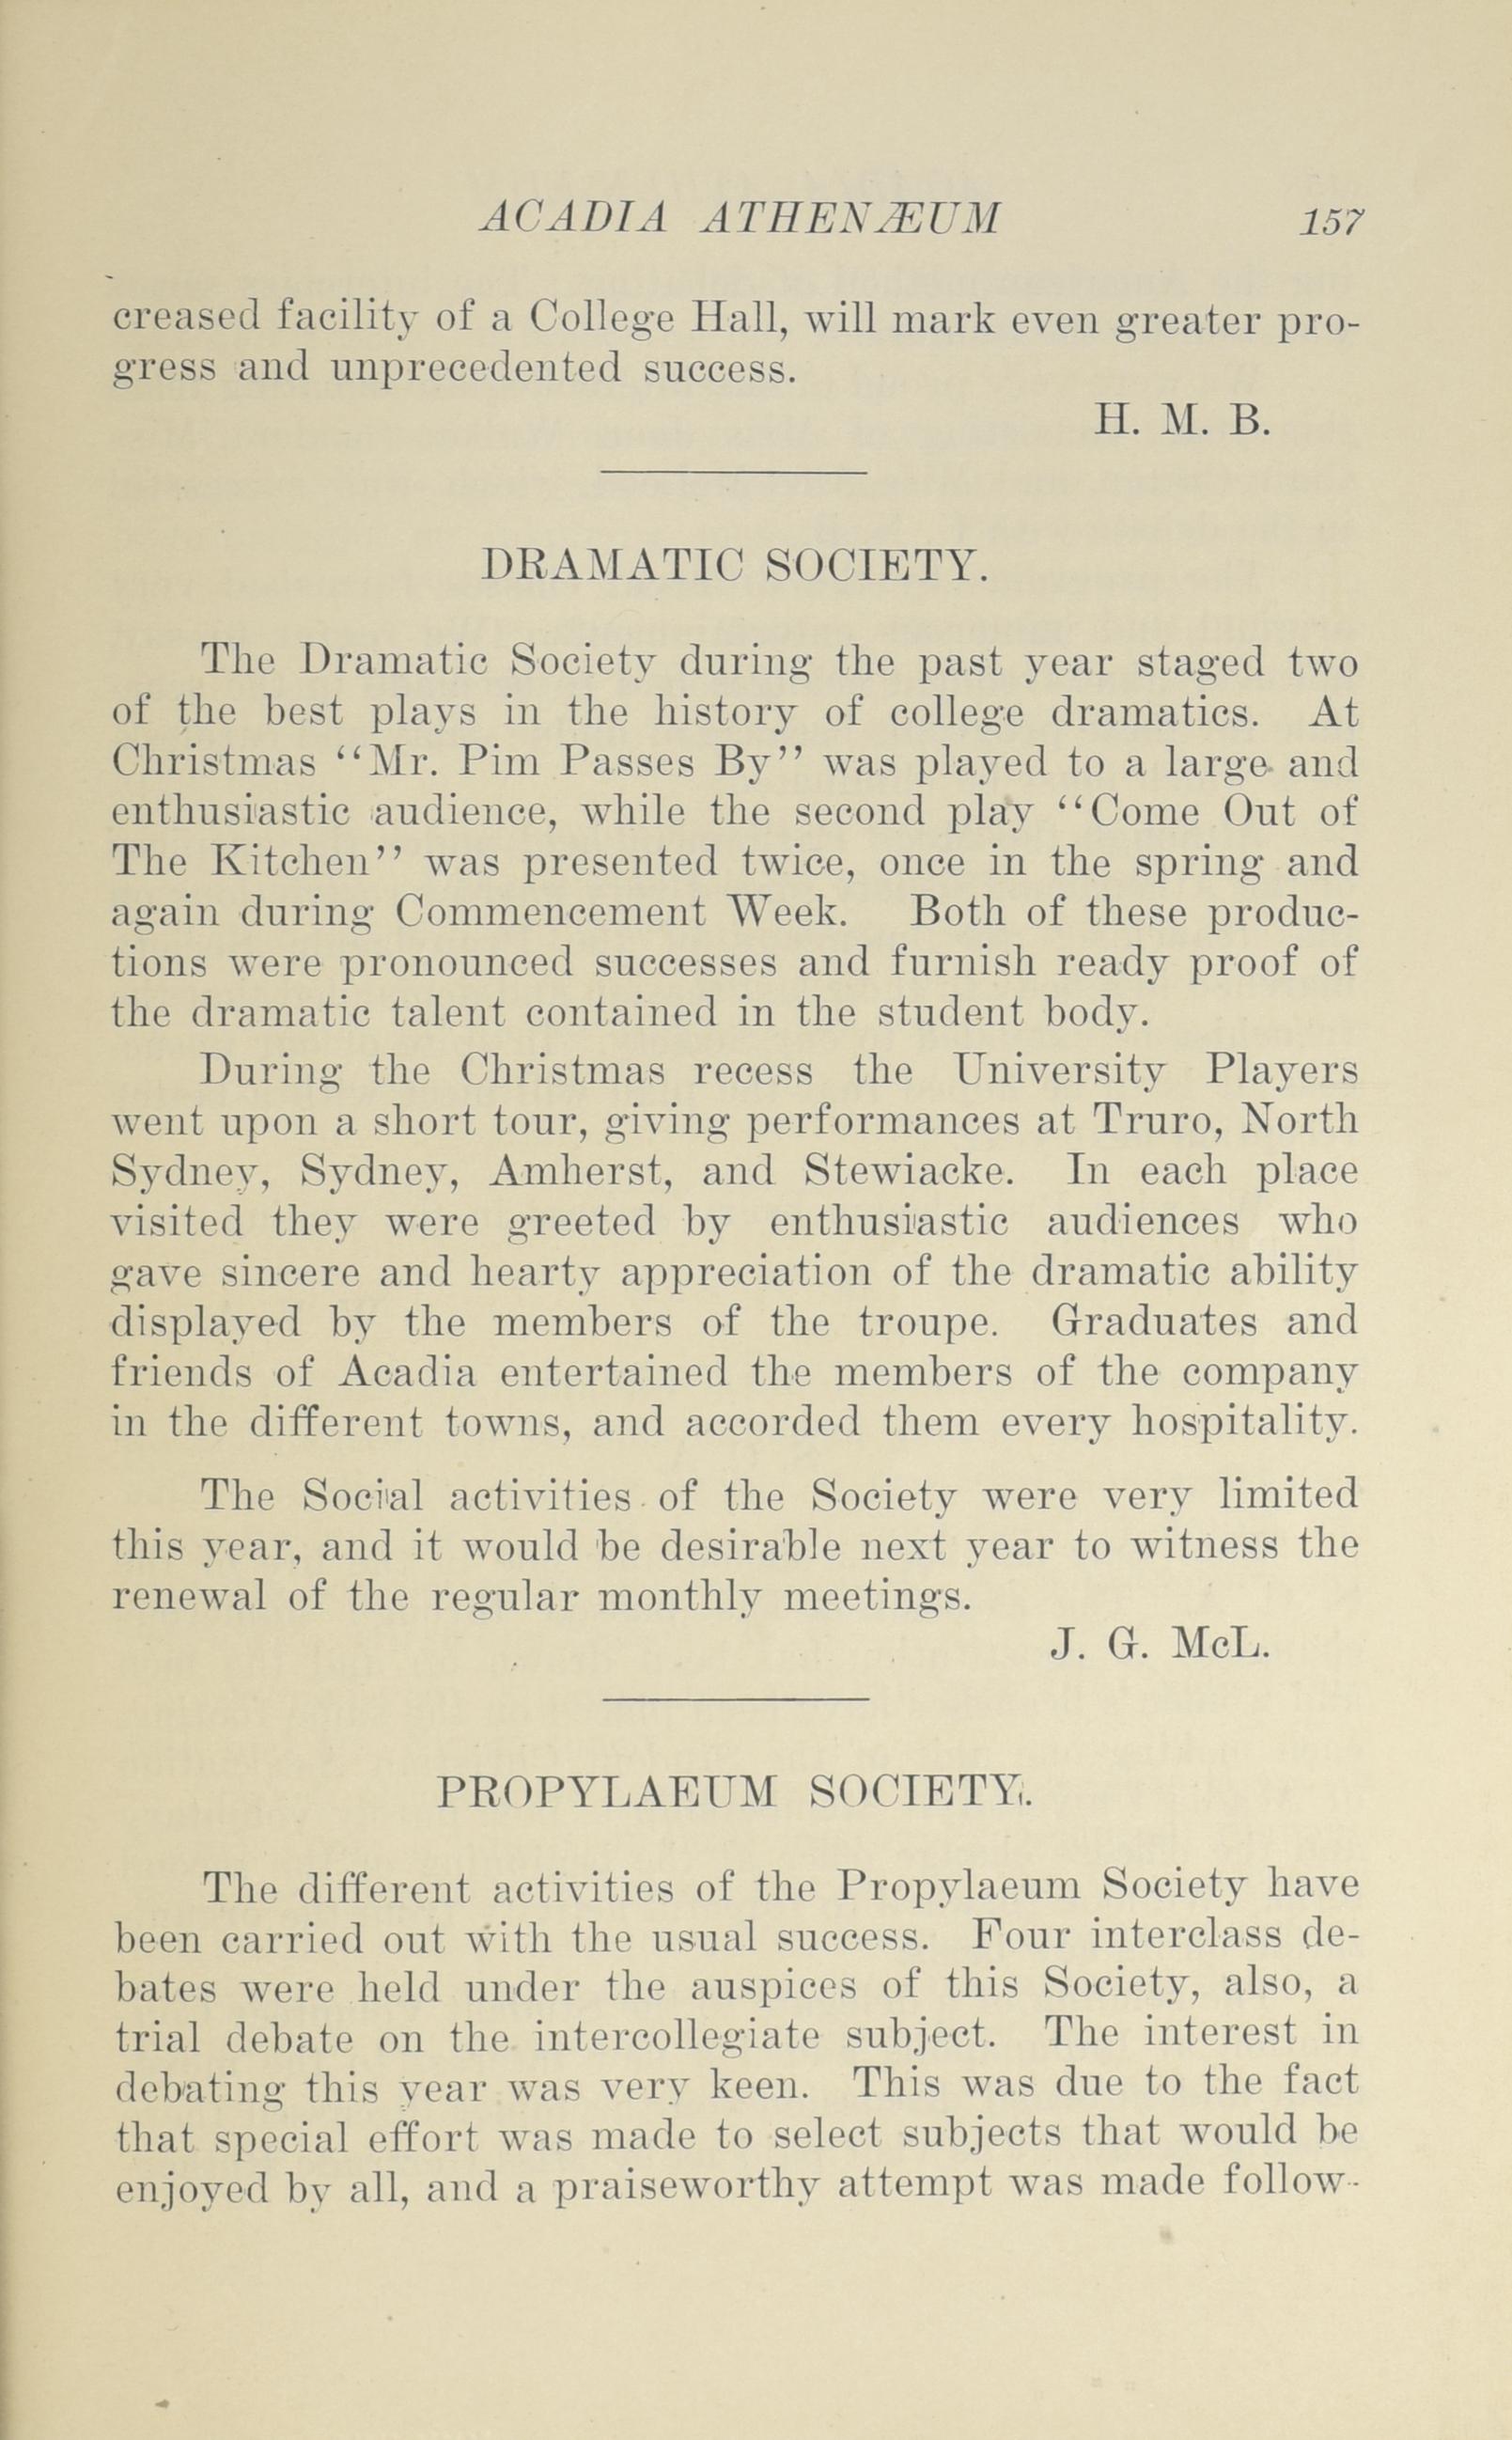 ACADIA ATHENÆUM 157
creased facility of a College Hall, will mark even greater pro-
gress and unprecedented success.
H. M. B.
DRAMATIC SOCIETY.
The Dramatic Society during the past year staged two
of the best plays in the history of college dramatics. At
Christmas “Mr. Pim Passes By” was played to a large and
enthusiastic audience, while the second play “Come Out of
The Kitchen” was presented twice, once in the spring and
again during Commencement Week. Both of these produc-
tions were pronounced successes and furnish ready proof of
the dramatic talent contained in the student body.
During the Christmas recess the University Players
went upon a short tour, giving performances at Truro, North
Sydney, Sydney, Amherst, and Stewiacke. In each place
visited they were greeted by enthusiastic audiences who
gave sincere and hearty appreciation of the dramatic ability
displayed by the members of the troupe. Graduates and
friends of Acadia entertained the members of the company
in the different towns, and accorded them every hospitality.
The Social activities of the Society were very limited
this year, and it would be desirable next year to witness the
renewal of the regular monthly meetings.
J. G. McL.
PROPYLAEUM SOCIETY.
The different activities of the Propylaeum Society have
been carried out with the usual success. Four interclass de-
bates were held under the auspices of this Society, also, a
trial debate on the intercollegiate subject. The interest in
debating this year was very keen. This was due to the fact
that special effort was made to select subjects that would be
enjoyed by all, and a praiseworthy attempt was made follow-